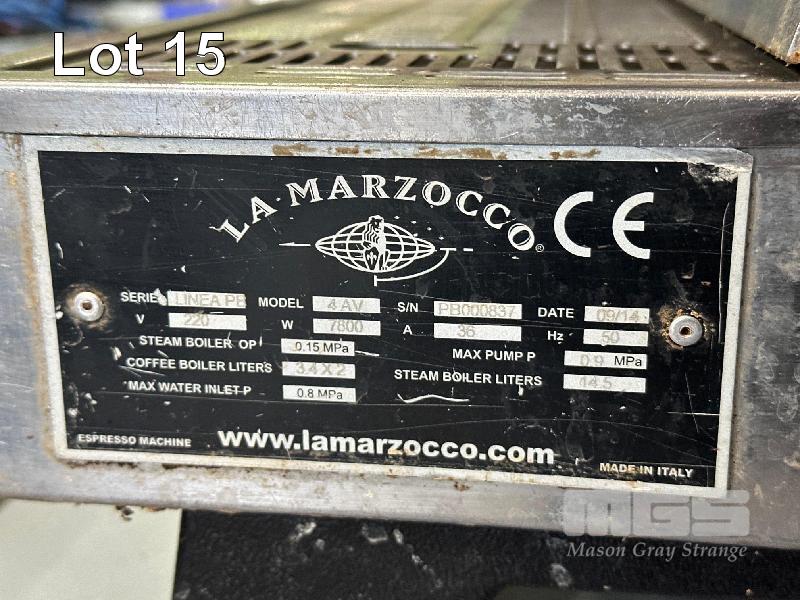 Lot 15
LA MARZOCCO® CE
SERIE LINEA PB MODEL 4 AV S/N PB000837 DATE 09/14
V 220 W 7800 A 36 Hz 50
STEAM BOILER OP 0.15 MPa MAX PUMP P 0.9 MPa
COFFEE BOILER LITERS 3.4 X 2 STEAM BOILER LITERS 14.5
MAX WATER INLET P 0.8 MPa
ESPRESSO MACHINE www.lamarzocco.com MADE IN ITALY
MGS
Mason Gray Strange